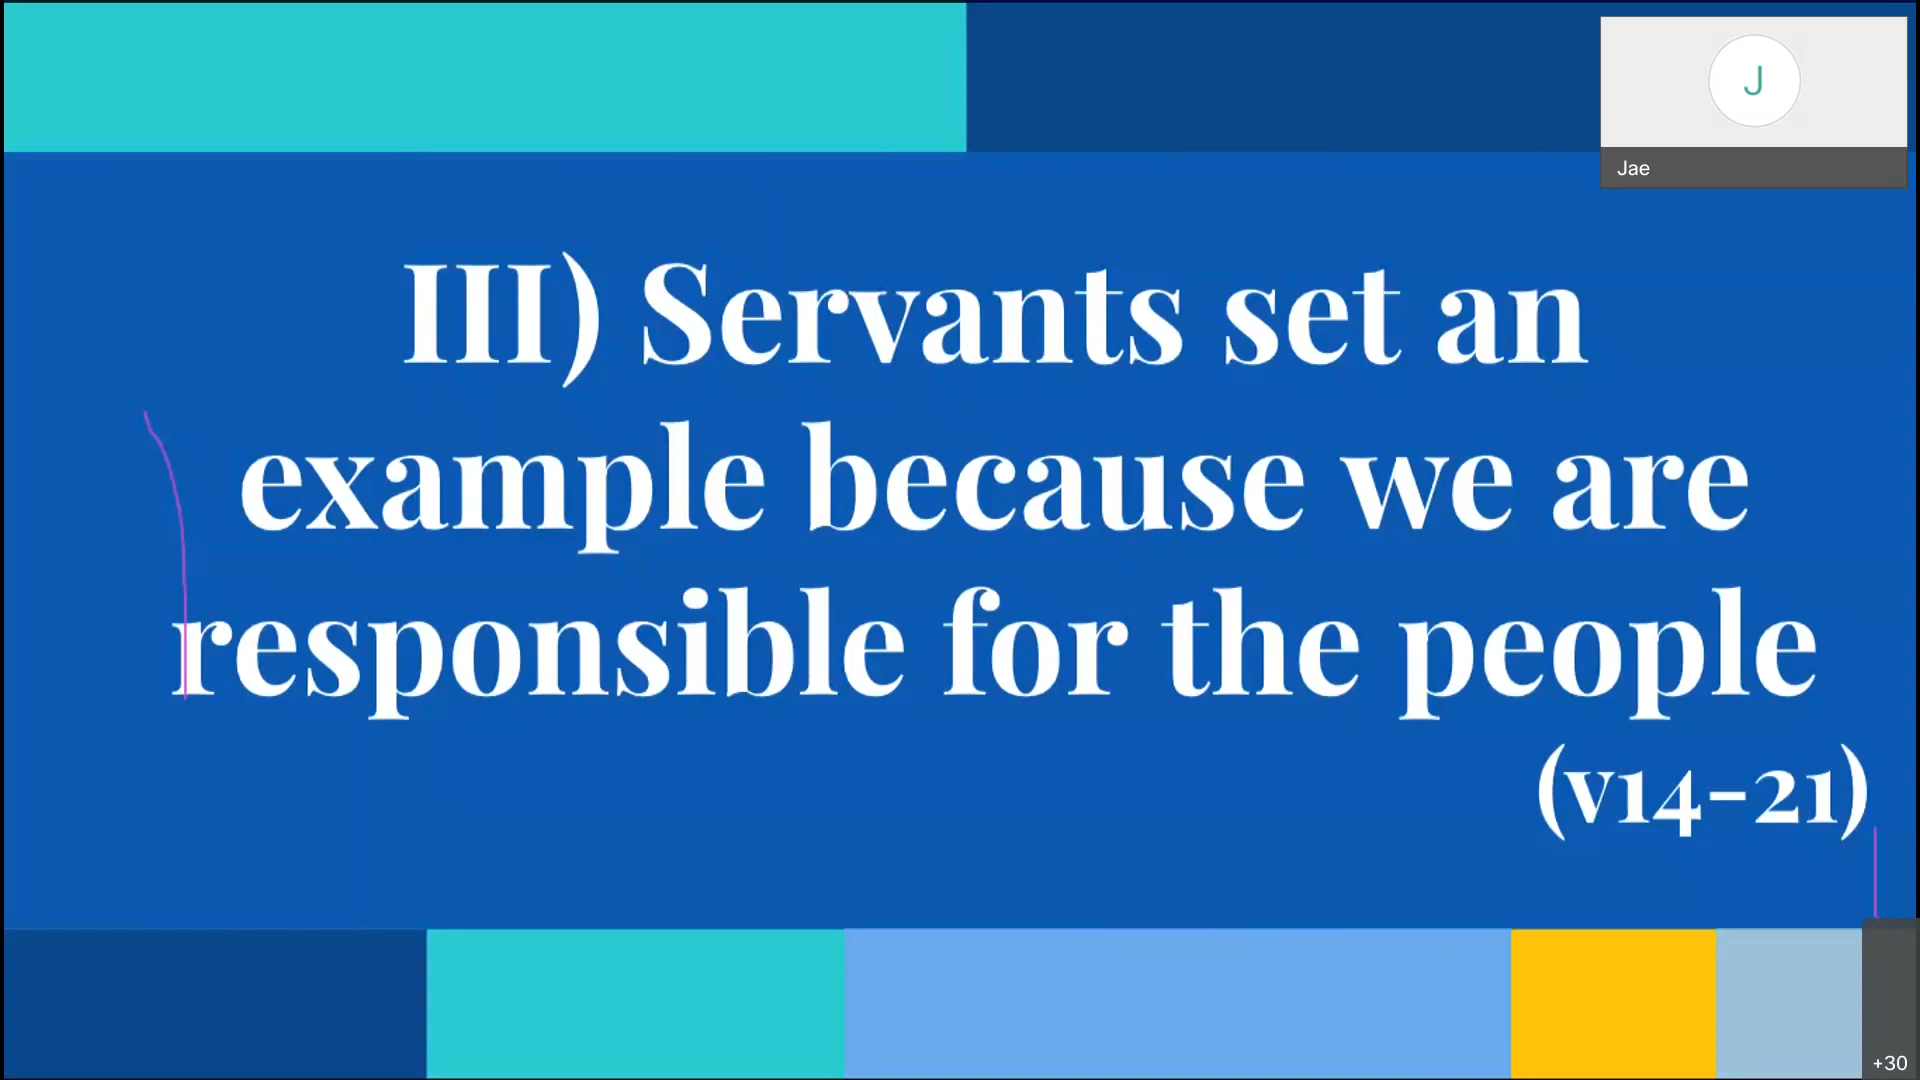 J
Jae
III) Servants set an
example because we are
responsible for the people
(v14-21)
+30